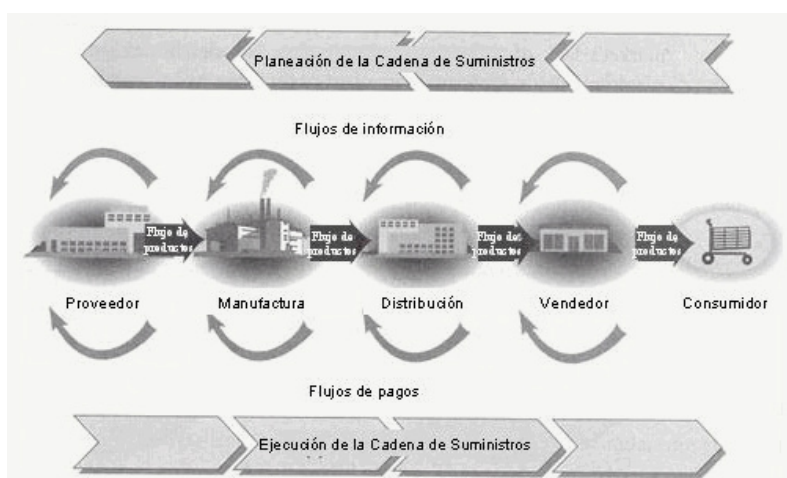 Planeación de la Cadena de Suministros
Flujos de información
Flujo de
productos
Flujo de
productos
Flujo de
productos
Flujo de
productos
Proveedor
Manufactura
Distribución
Vendedor
Consumidor
Flujos de pagos
Ejecución de la Cadena de Suministros